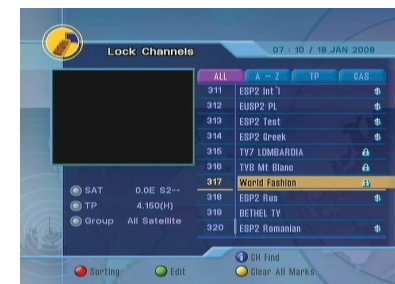 Lock Channels
07 : 10 / 18 JAN 2008
ALL A ~ Z TP CAS
311 ESP2 Int'l $
312 EUSP2 PL $
313 ESP2 Test $
314 ESP2 Greek $
315 TV7 LOMBARDIA
316 TV8 Mt Blanc
317 World Fashion
318 ESP2 Rus $
319 BETHEL TV
320 ESP2 Romanian $
SAT 0.0E S2--
TP 4.150(H)
Group All Satellite
i CH Find
Sorting Edit Clear All Marks